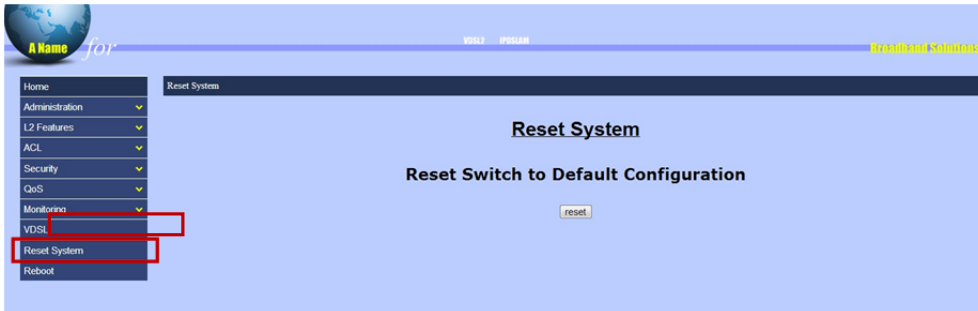 A Name for
VDSL2 IPDSLAM
Broadband Solutions
Home
Administration
L2 Features
ACL
Security
QoS
Monitoring
VDSL
Reset System
Reboot
Reset System
Reset System
Reset Switch to Default Configuration
reset